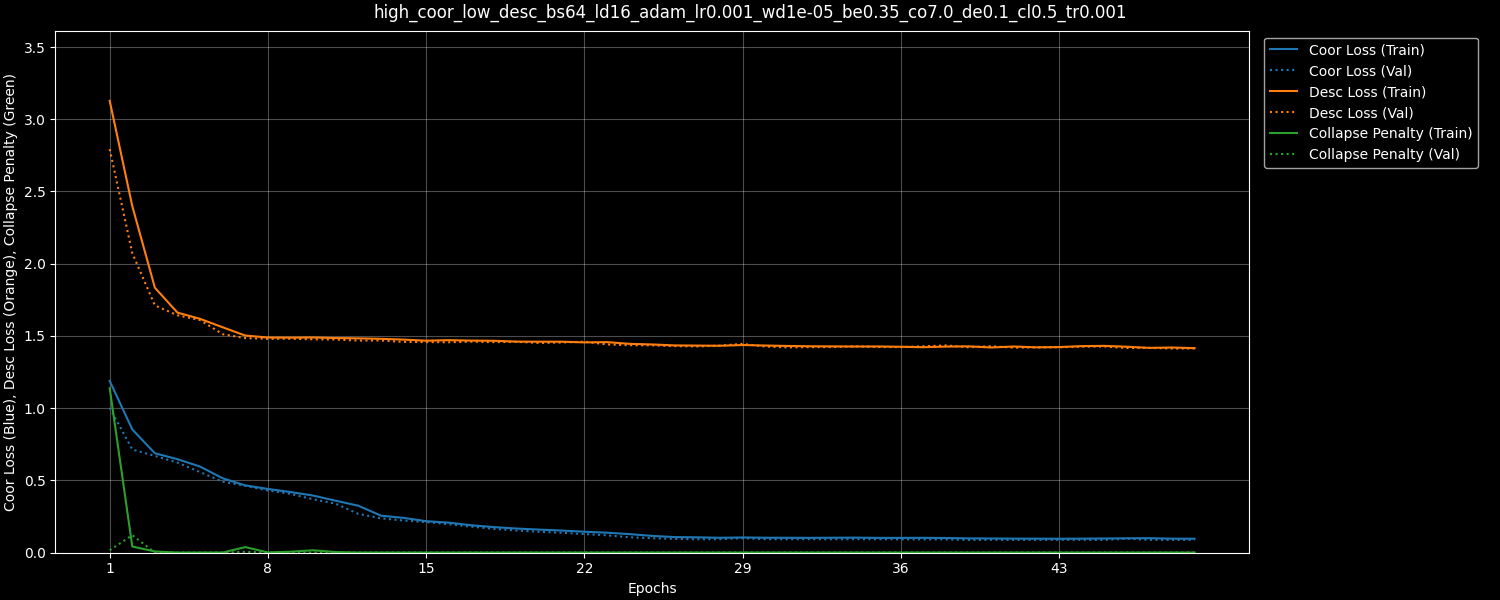 high_coor_low_desc_bs64_ld16_adam_lr0.001_wd1e-05_be0.35_co7.0_de0.1_cl0.5_tr0.001
Coor Loss (Blue), Desc Loss (Orange), Collapse Penalty (Green)
3.5
3.0
2.5
2.0
1.5
1.0
0.5
0.0
1 8 15 22 29 36 43
Epochs
Coor Loss (Train)
Coor Loss (Val)
Desc Loss (Train)
Desc Loss (Val)
Collapse Penalty (Train)
Collapse Penalty (Val)